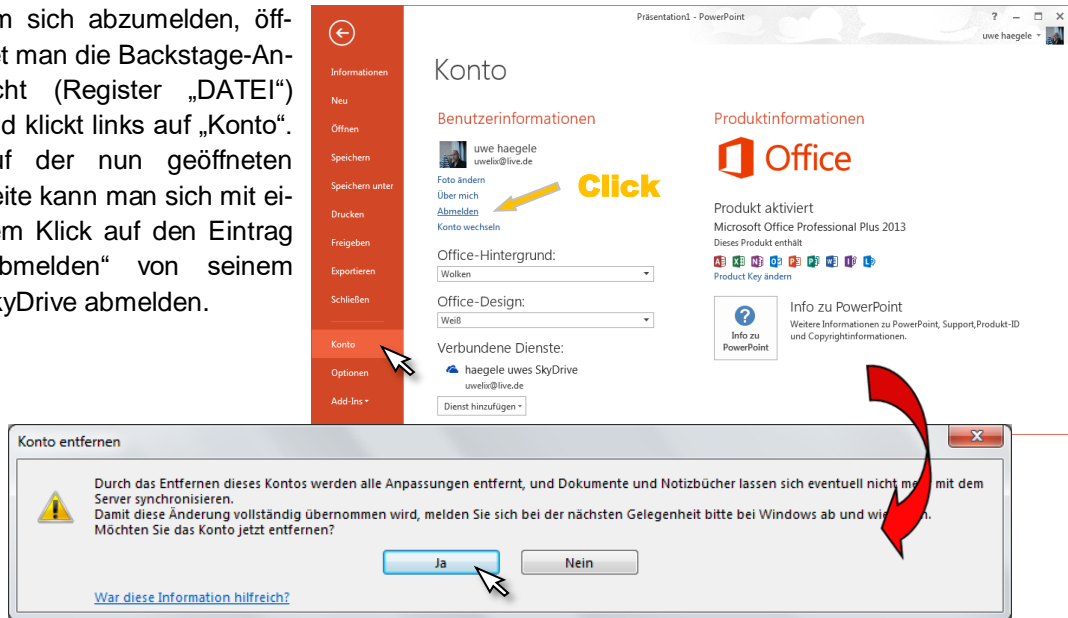 m sich abzumelden, öff-
et man die Backstage-An-
cht (Register „DATEI“)
d klickt links auf „Konto“.
uf der nun geöffneten
eite kann man sich mit ei-
em Klick auf den Eintrag
bmelden“ von seinem
kyDrive abmelden.
Präsentation1 - PowerPoint
?
uwe haegele
Informationen
Neu
Öffnen
Speichern
Speichern unter
Drucken
Freigeben
Exportieren
Schließen
Konto
Optionen
Add-Ins
Konto
Benutzerinformationen
uwe haegele
uwelix@live.de
Foto ändern
Über mich
Abmelden
Konto wechseln
Click
Office-Hintergrund:
Wolken
Office-Design:
Weiß
Verbundene Dienste:
haegele uwes SkyDrive
uwelix@live.de
Dienst hinzufügen
Produktinformationen
Office
Produkt aktiviert
Microsoft Office Professional Plus 2013
Dieses Produkt enthält
Product Key ändern
Info zu
PowerPoint
Info zu PowerPoint
Weitere Informationen zu PowerPoint, Support,Produkt-ID
und Copyrightinformationen.
Konto entfernen
Durch das Entfernen dieses Kontos werden alle Anpassungen entfernt, und Dokumente und Notizbücher lassen sich eventuell nicht mit dem
Server synchronisieren.
Damit diese Änderung vollständig übernommen wird, melden Sie sich bei der nächsten Gelegenheit bitte bei Windows ab und
Möchten Sie das Konto jetzt entfernen?
Ja
Nein
War diese Information hilfreich?